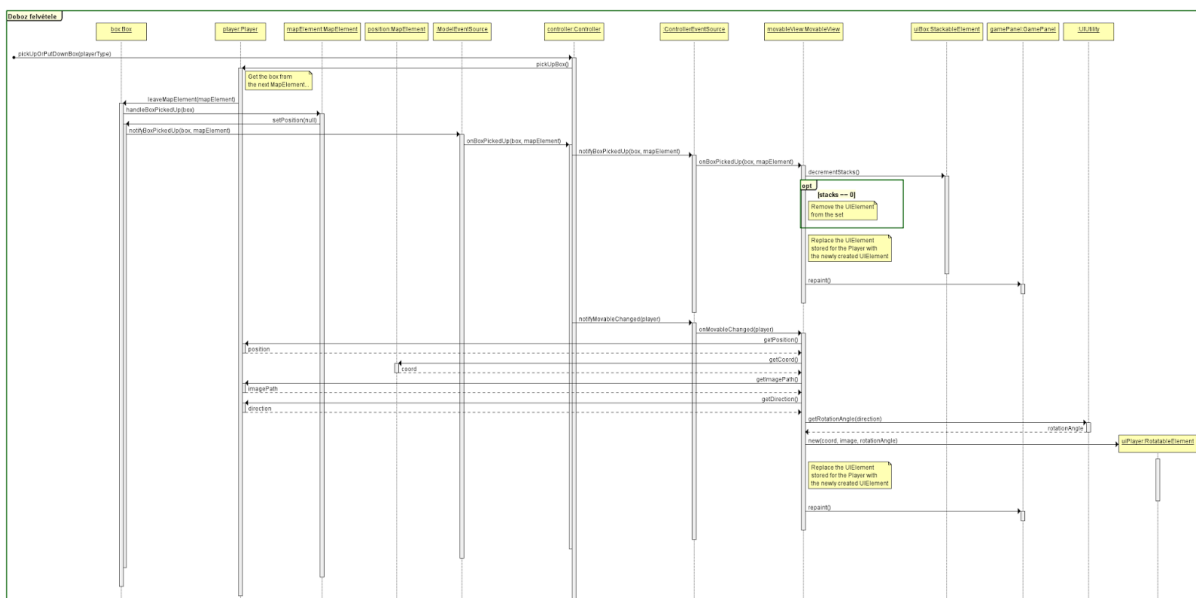 Doboz felvétele
box:Box
player:Player
mapElement:MapElement
position:MapElement
:ModelEventSource
controller:Controller
:ControllerEventSource
movableView:MovableView
uiBox:StackableElement
gamePanel:GamePanel
:UIUtility
pickUpOrPutDownBox(playerType)
pickUpBox()
Get the box from
the next MapElement...
leaveMapElement(mapElement)
handleBoxPickedUp(box)
setPosition(null)
notifyBoxPickedUp(box, mapElement)
onBoxPickedUp(box, mapElement)
notifyBoxPickedUp(box, mapElement)
onBoxPickedUp(box, mapElement)
decrementStacks()
opt
[stacks == 0]
Remove the UIElement
from the set
Replace the UIElement
stored for the Player with
the newly created UIElement
repaint()
notifyMovableChanged(player)
onMovableChanged(player)
getPosition()
position
getCoord()
coord
getImagePath()
imagePath
getDirection()
direction
getRotationAngle(direction)
rotationAngle
new(coord, image, rotationAngle)
uiPlayer:RotatableElement
Replace the UIElement
stored for the Player with
the newly created UIElement
repaint()